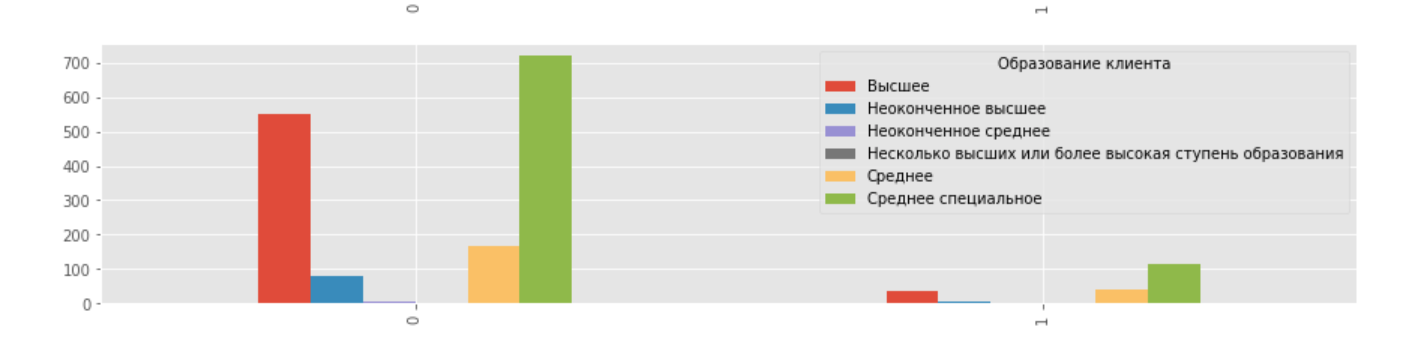 0 1
Образование клиента
Высшее
Неоконченное высшее
Неоконченное среднее
Несколько высших или более высокая ступень образования
Среднее
Среднее специальное
700
600
500
400
300
200
100
0
0 1